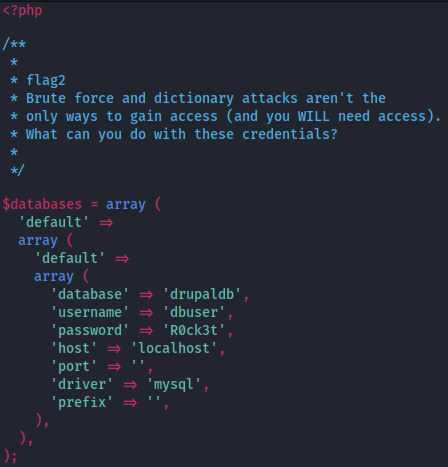 <?php
/**
 *
 * flag2
 * Brute force and dictionary attacks aren't the
 * only ways to gain access (and you WILL need access).
 * What can you do with these credentials?
 *
 */
$databases = array (
  'default' =>
  array (
    'default' =>
    array (
      'database' => 'drupaldb',
      'username' => 'dbuser',
      'password' => 'R0ck3t',
      'host' => 'localhost',
      'port' => '',
      'driver' => 'mysql',
      'prefix' => '',
    ),
  ),
);